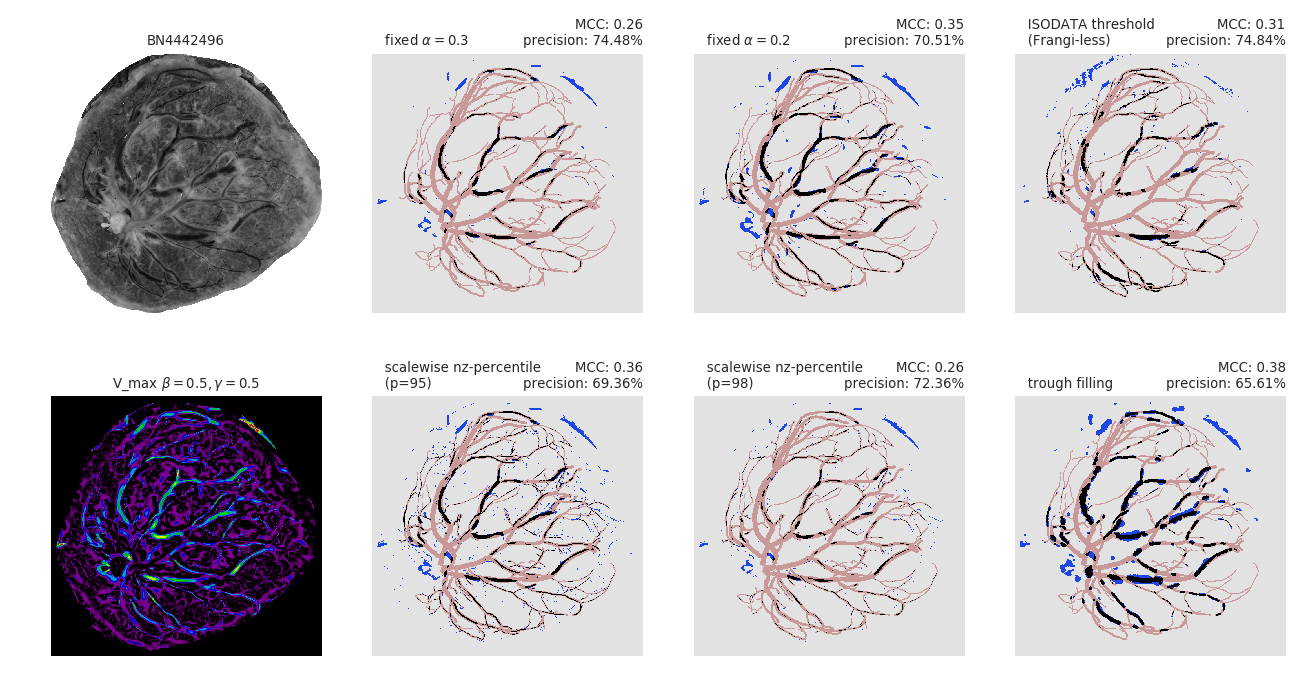 BN4442496
fixed α = 0.3
MCC: 0.26
precision: 74.48%
fixed α = 0.2
MCC: 0.35
precision: 70.51%
ISODATA threshold
(Frangi-less)
MCC: 0.31
precision: 74.84%
V_max β = 0.5, γ = 0.5
scalewise nz-percentile
(p=95)
MCC: 0.36
precision: 69.36%
scalewise nz-percentile
(p=98)
MCC: 0.26
precision: 72.36%
trough filling
MCC: 0.38
precision: 65.61%